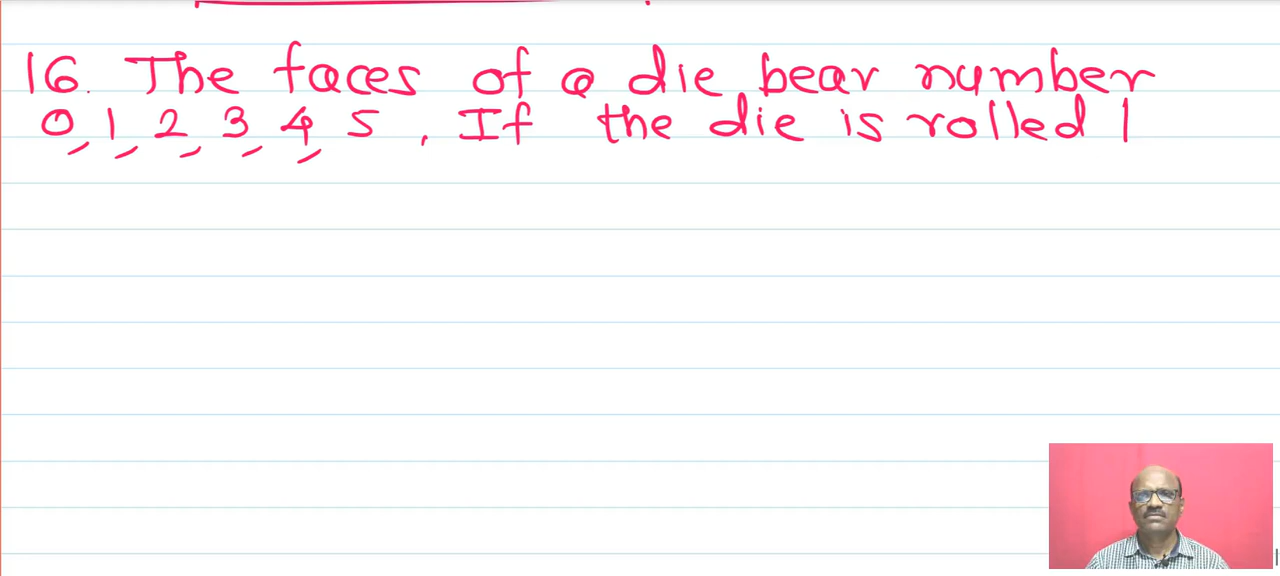 16. The faces of a die bear number
0, 1, 2, 3, 4, 5. If the die is rolled